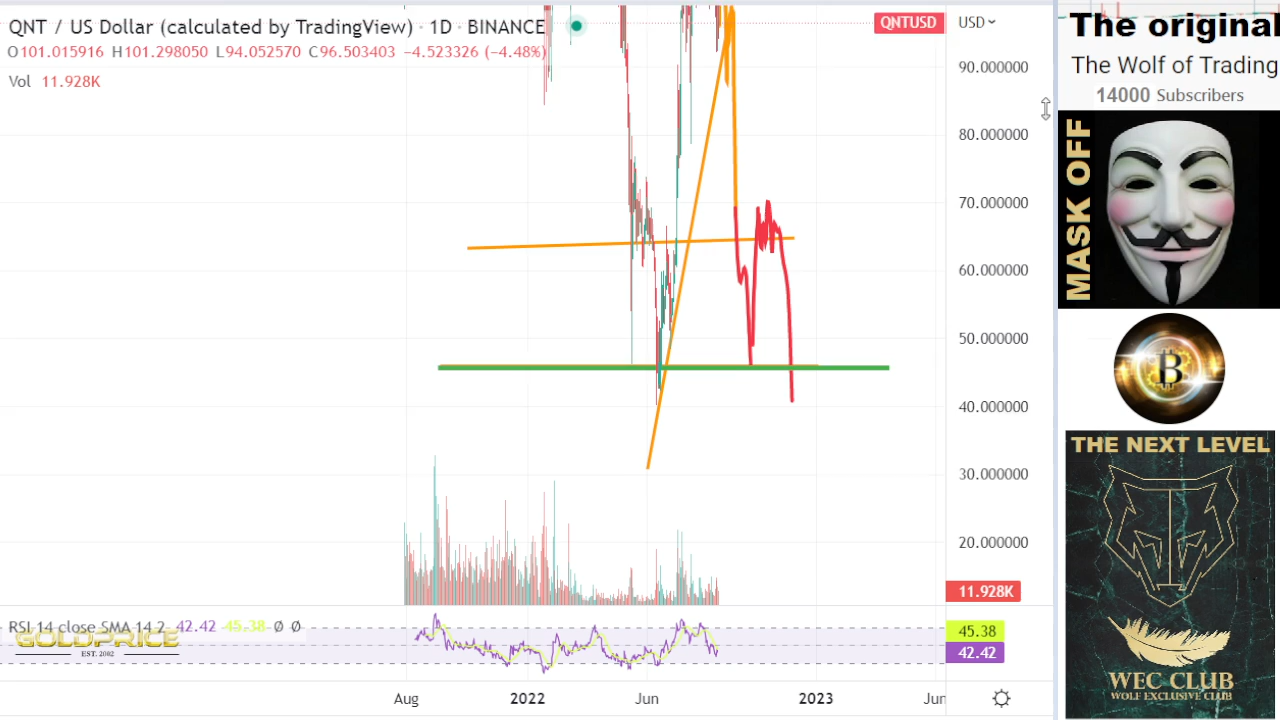 QNT / US Dollar (calculated by TradingView) · 1D · BINANCE
O101.015916 H101.298050 L94.052570 C96.503403 −4.523326 (−4.48%)
Vol 11.928K
QNTUSD
USD
90.000000
80.000000
70.000000
60.000000
50.000000
40.000000
30.000000
20.000000
11.928K
RSI 14 close SMA 14 2 42.42 45.38 Ø Ø
GOLDPRICE
EST. 2002
45.38
42.42
Aug
2022
Jun
2023
Jun
The original
The Wolf of Trading
14000 Subscribers
MASK OFF
B
THE NEXT LEVEL
WEC CLUB
WOLF EXCLUSIVE CLUB